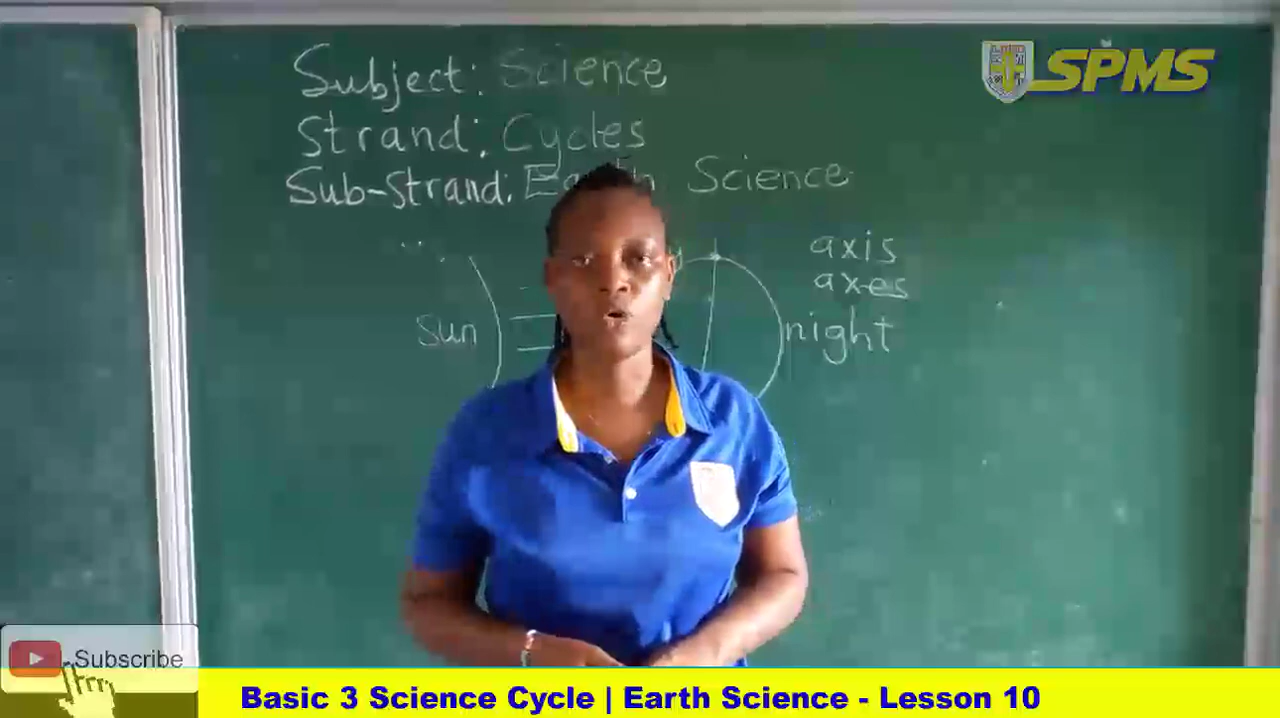 SPMS
Subject: Science
Strand: Cycles
Sub-Strand: Earth Science
axis
axes
Sun
night
Subscribe
Basic 3 Science Cycle | Earth Science - Lesson 10